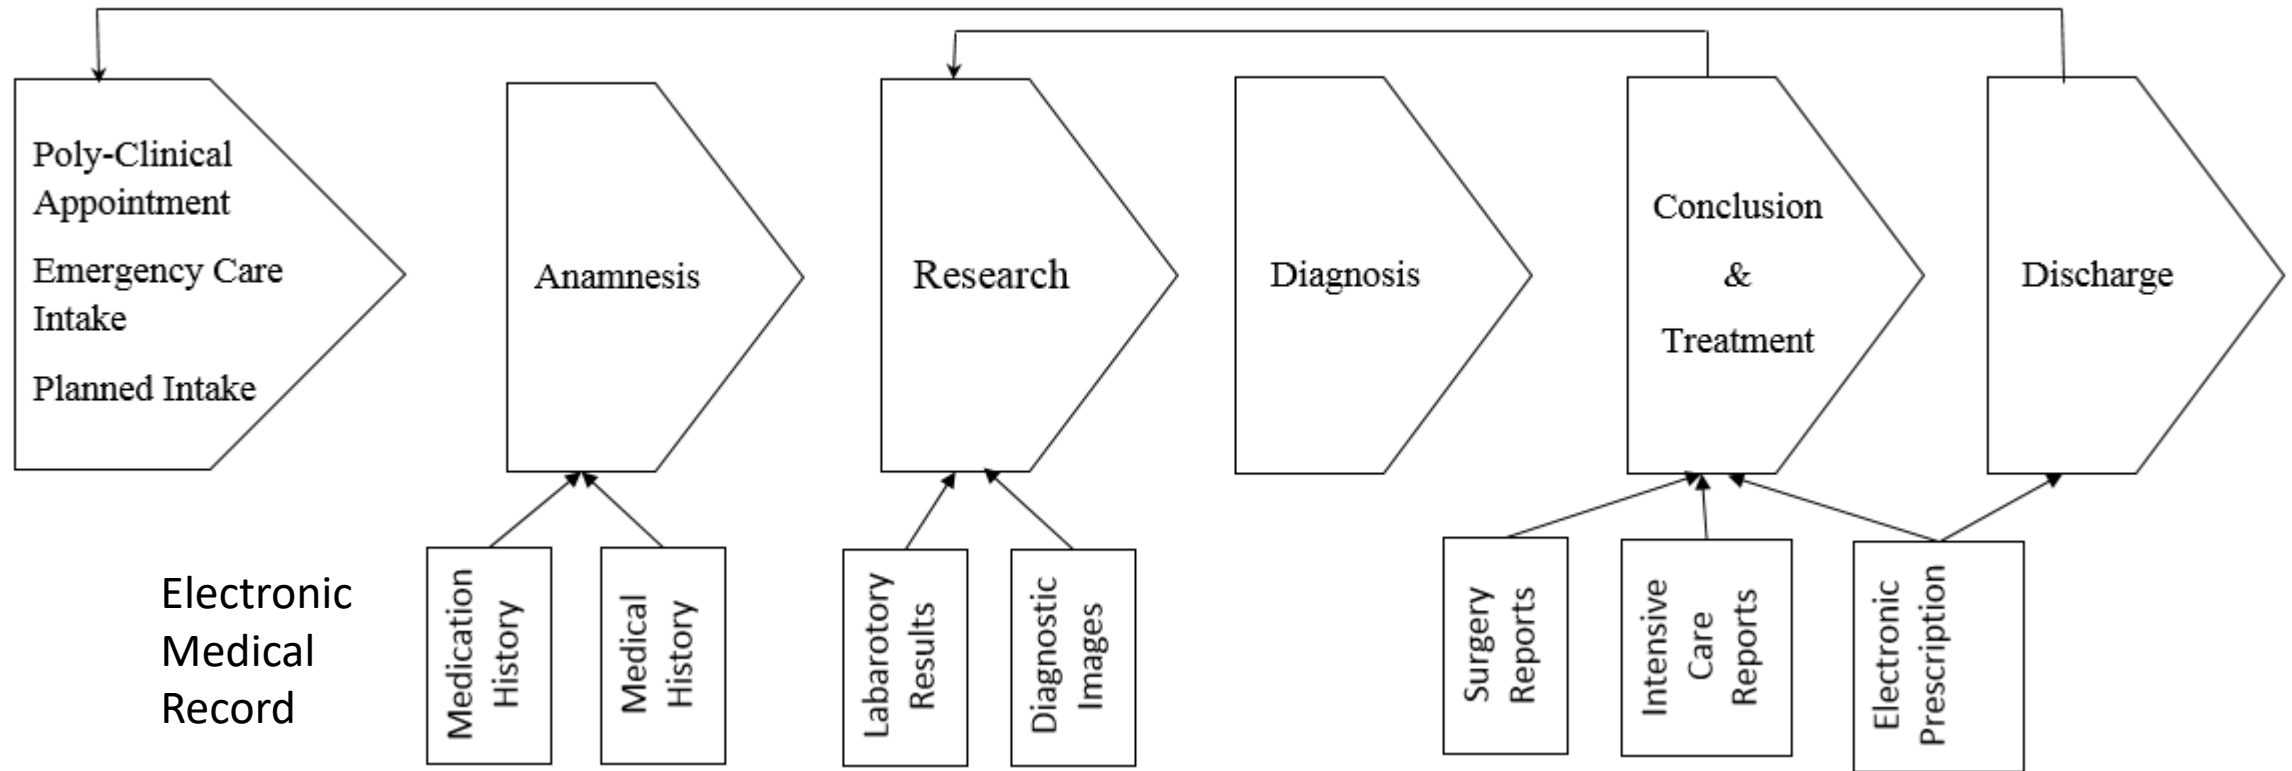 Poly-Clinical
Appointment
Emergency Care
Intake
Planned Intake
Anamnesis
Research
Diagnosis
Conclusion
&
Treatment
Discharge
Electronic
Medical
Record
Medication
History
Medical
History
Labarotory
Results
Diagnostic
Images
Surgery
Reports
Intensive
Care
Reports
Electronic
Prescription